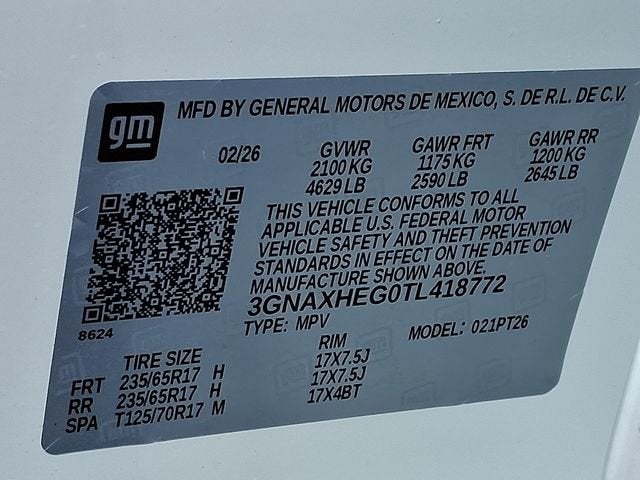 gm
MFD BY GENERAL MOTORS DE MEXICO, S. DE R.L. DE C.V.
02/26 GVWR GAWR FRT GAWR RR
2100 KG 1175 KG 1200 KG
4629 LB 2590 LB 2645 LB
THIS VEHICLE CONFORMS TO ALL
APPLICABLE U.S. FEDERAL MOTOR
VEHICLE SAFETY AND THEFT PREVENTION
STANDARDS IN EFFECT ON THE DATE OF
MANUFACTURE SHOWN ABOVE.
3GNAXHEG0TL418772
8624
TYPE: MPV MODEL: 021PT26
TIRE SIZE RIM
FRT 235/65R17 H 17X7.5J
RR 235/65R17 H 17X7.5J
SPA T125/70R17 M 17X4BT